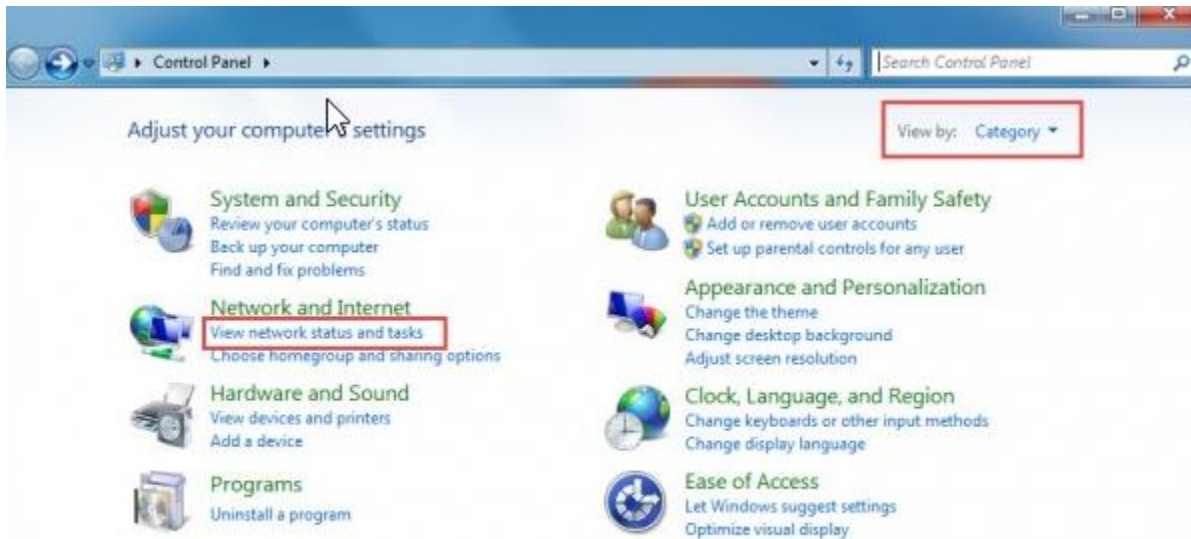 Control Panel
Search Control Panel
Adjust your computer's settings
View by: Category
System and Security
Review your computer's status
Back up your computer
Find and fix problems
Network and Internet
View network status and tasks
Choose homegroup and sharing options
Hardware and Sound
View devices and printers
Add a device
Programs
Uninstall a program
User Accounts and Family Safety
Add or remove user accounts
Set up parental controls for any user
Appearance and Personalization
Change the theme
Change desktop background
Adjust screen resolution
Clock, Language, and Region
Change keyboards or other input methods
Change display language
Ease of Access
Let Windows suggest settings
Optimize visual display